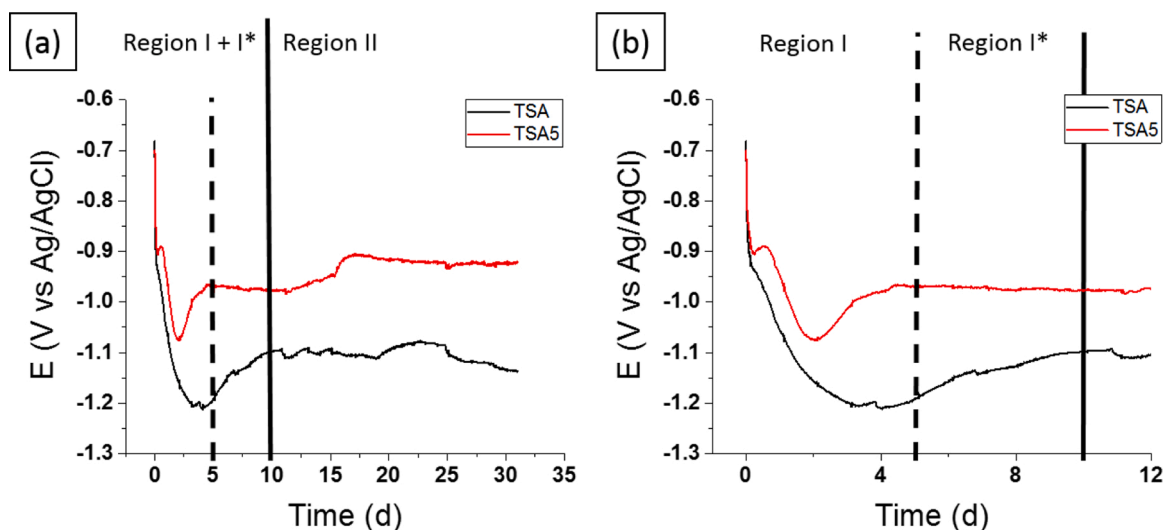 (a)
Region I + I*
Region II
-0.6
-0.7
-0.8
-0.9
-1.0
-1.1
-1.2
-1.3
E (V vs Ag/AgCl)
TSA
TSA5
0
5
10
15
20
25
30
35
Time (d)
(b)
Region I
Region I*
-0.6
-0.7
-0.8
-0.9
-1.0
-1.1
-1.2
-1.3
E (V vs Ag/AgCl)
TSA
TSA5
0
4
8
12
Time (d)